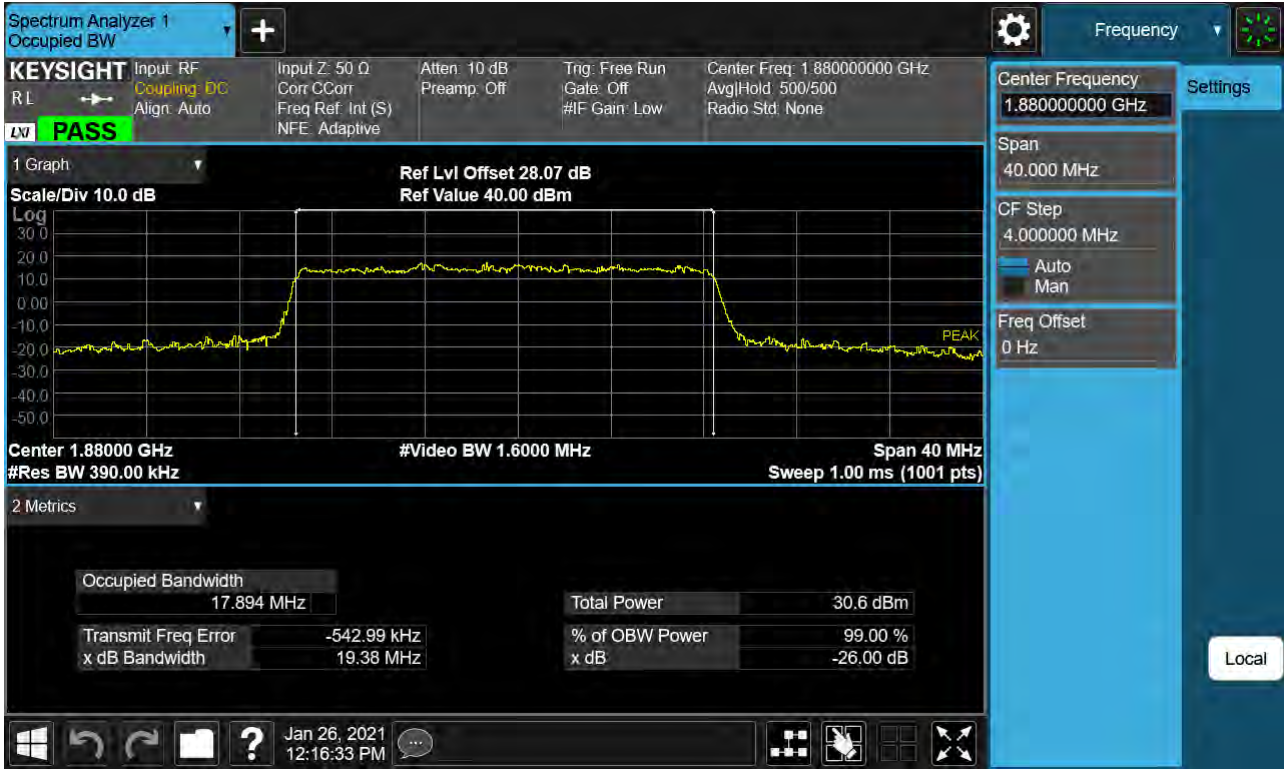 Spectrum Analyzer 1
Occupied BW
Frequency
KEYSIGHT
R L
LXI
PASS
Input: RF
Coupling: DC
Align: Auto
Input Z: 50 Ω
Corr CCorr
Freq Ref: Int (S)
NFE: Adaptive
Atten: 10 dB
Preamp: Off
Trig: Free Run
Gate: Off
#IF Gain: Low
Center Freq: 1.880000000 GHz
Avg|Hold: 500/500
Radio Std: None
Center Frequency
1.880000000 GHz
Settings
Span
40.000 MHz
CF Step
4.000000 MHz
Auto
Man
Freq Offset
0 Hz
1 Graph
Scale/Div 10.0 dB
Ref Lvl Offset 28.07 dB
Ref Value 40.00 dBm
Log
30.0
20.0
10.0
0.00
-10.0
-20.0
-30.0
-40.0
-50.0
PEAK
Center 1.88000 GHz
#Video BW 1.6000 MHz
Span 40 MHz
#Res BW 390.00 kHz
Sweep 1.00 ms (1001 pts)
2 Metrics
Occupied Bandwidth
17.894 MHz
Total Power 30.6 dBm
Transmit Freq Error -542.99 kHz
% of OBW Power 99.00 %
x dB Bandwidth 19.38 MHz
x dB -26.00 dB
Local
?
Jan 26, 2021
12:16:33 PM